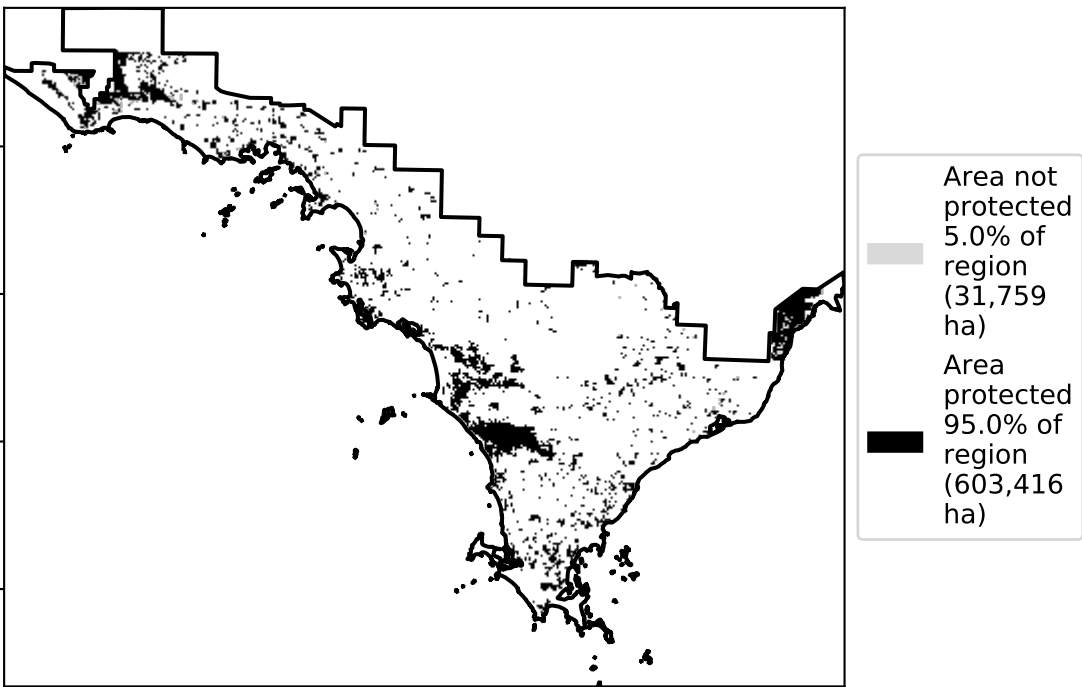 Area not
protected
5.0% of
region
(31,759
ha)
Area
protected
95.0% of
region
(603,416
ha)